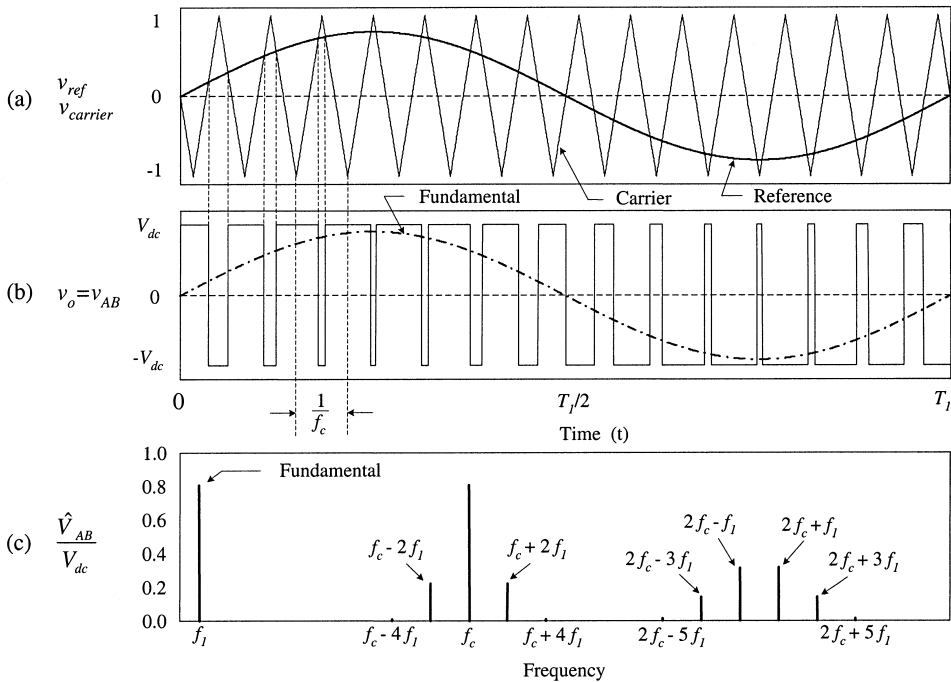 1
(a)
v_ref
v_carrier
0
-1
Carrier
Reference
Fundamental
V_dc
(b)
v_o=v_AB
0
-V_dc
0
T_1/2
T_1
1
f_c
Time (t)
1.0
0.8
0.6
0.4
0.2
0.0
(c)
V̂_AB
V_dc
Fundamental
f_c - 2f_1
f_c + 2f_1
2f_c - 3f_1
2f_c - f_1
2f_c + f_1
2f_c + 3f_1
f_1
f_c - 4f_1
f_c
f_c + 4f_1
2f_c - 5f_1
2f_c + 5f_1
Frequency